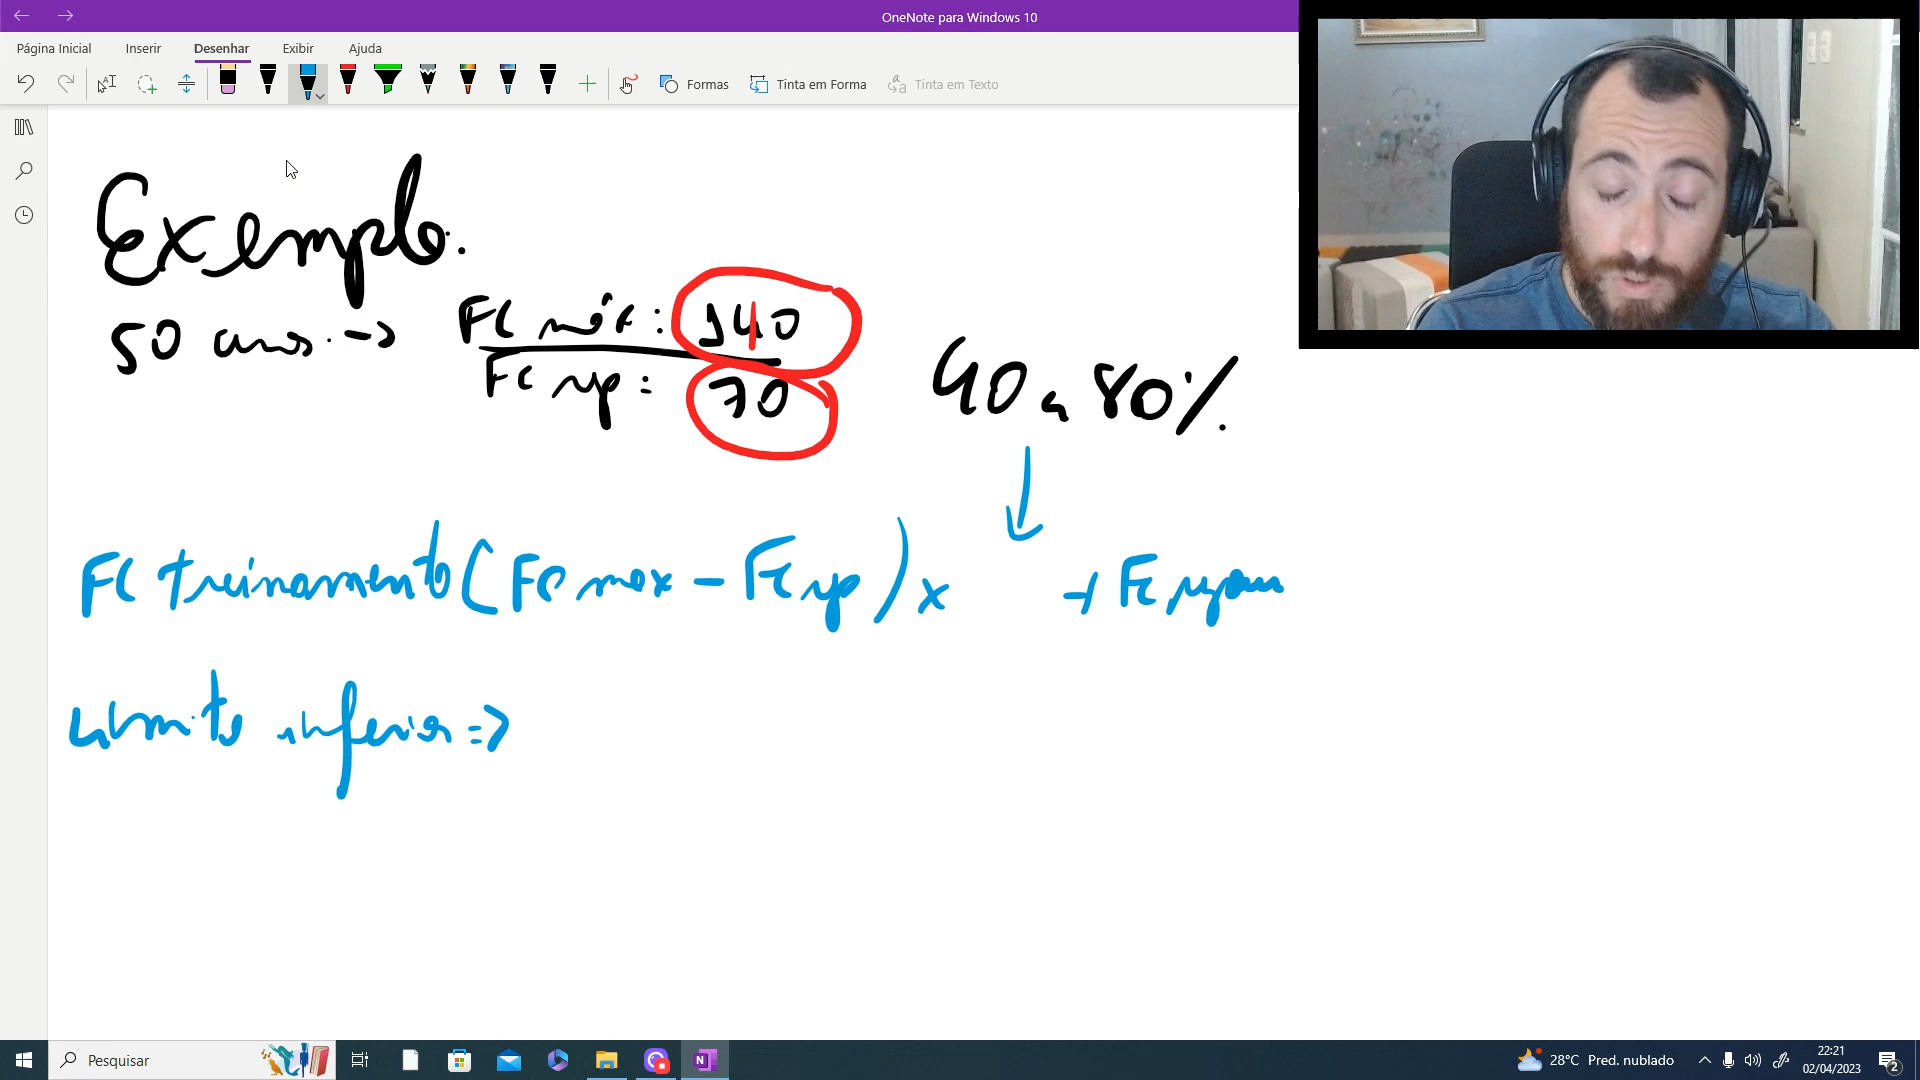 OneNote para Windows 10
Página Inicial Inserir Desenhar Exibir Ajuda
Formas Tinta em Forma Tinta em Texto
Exemplo.
50 anos. -> FC máx: 140
FC rep: 70
40 a 80%.
FC treinamento (FC max - FC rep) x + FC repouso
Limite inferior =>
Pesquisar
28°C Pred. nublado
22:21
02/04/2023
2